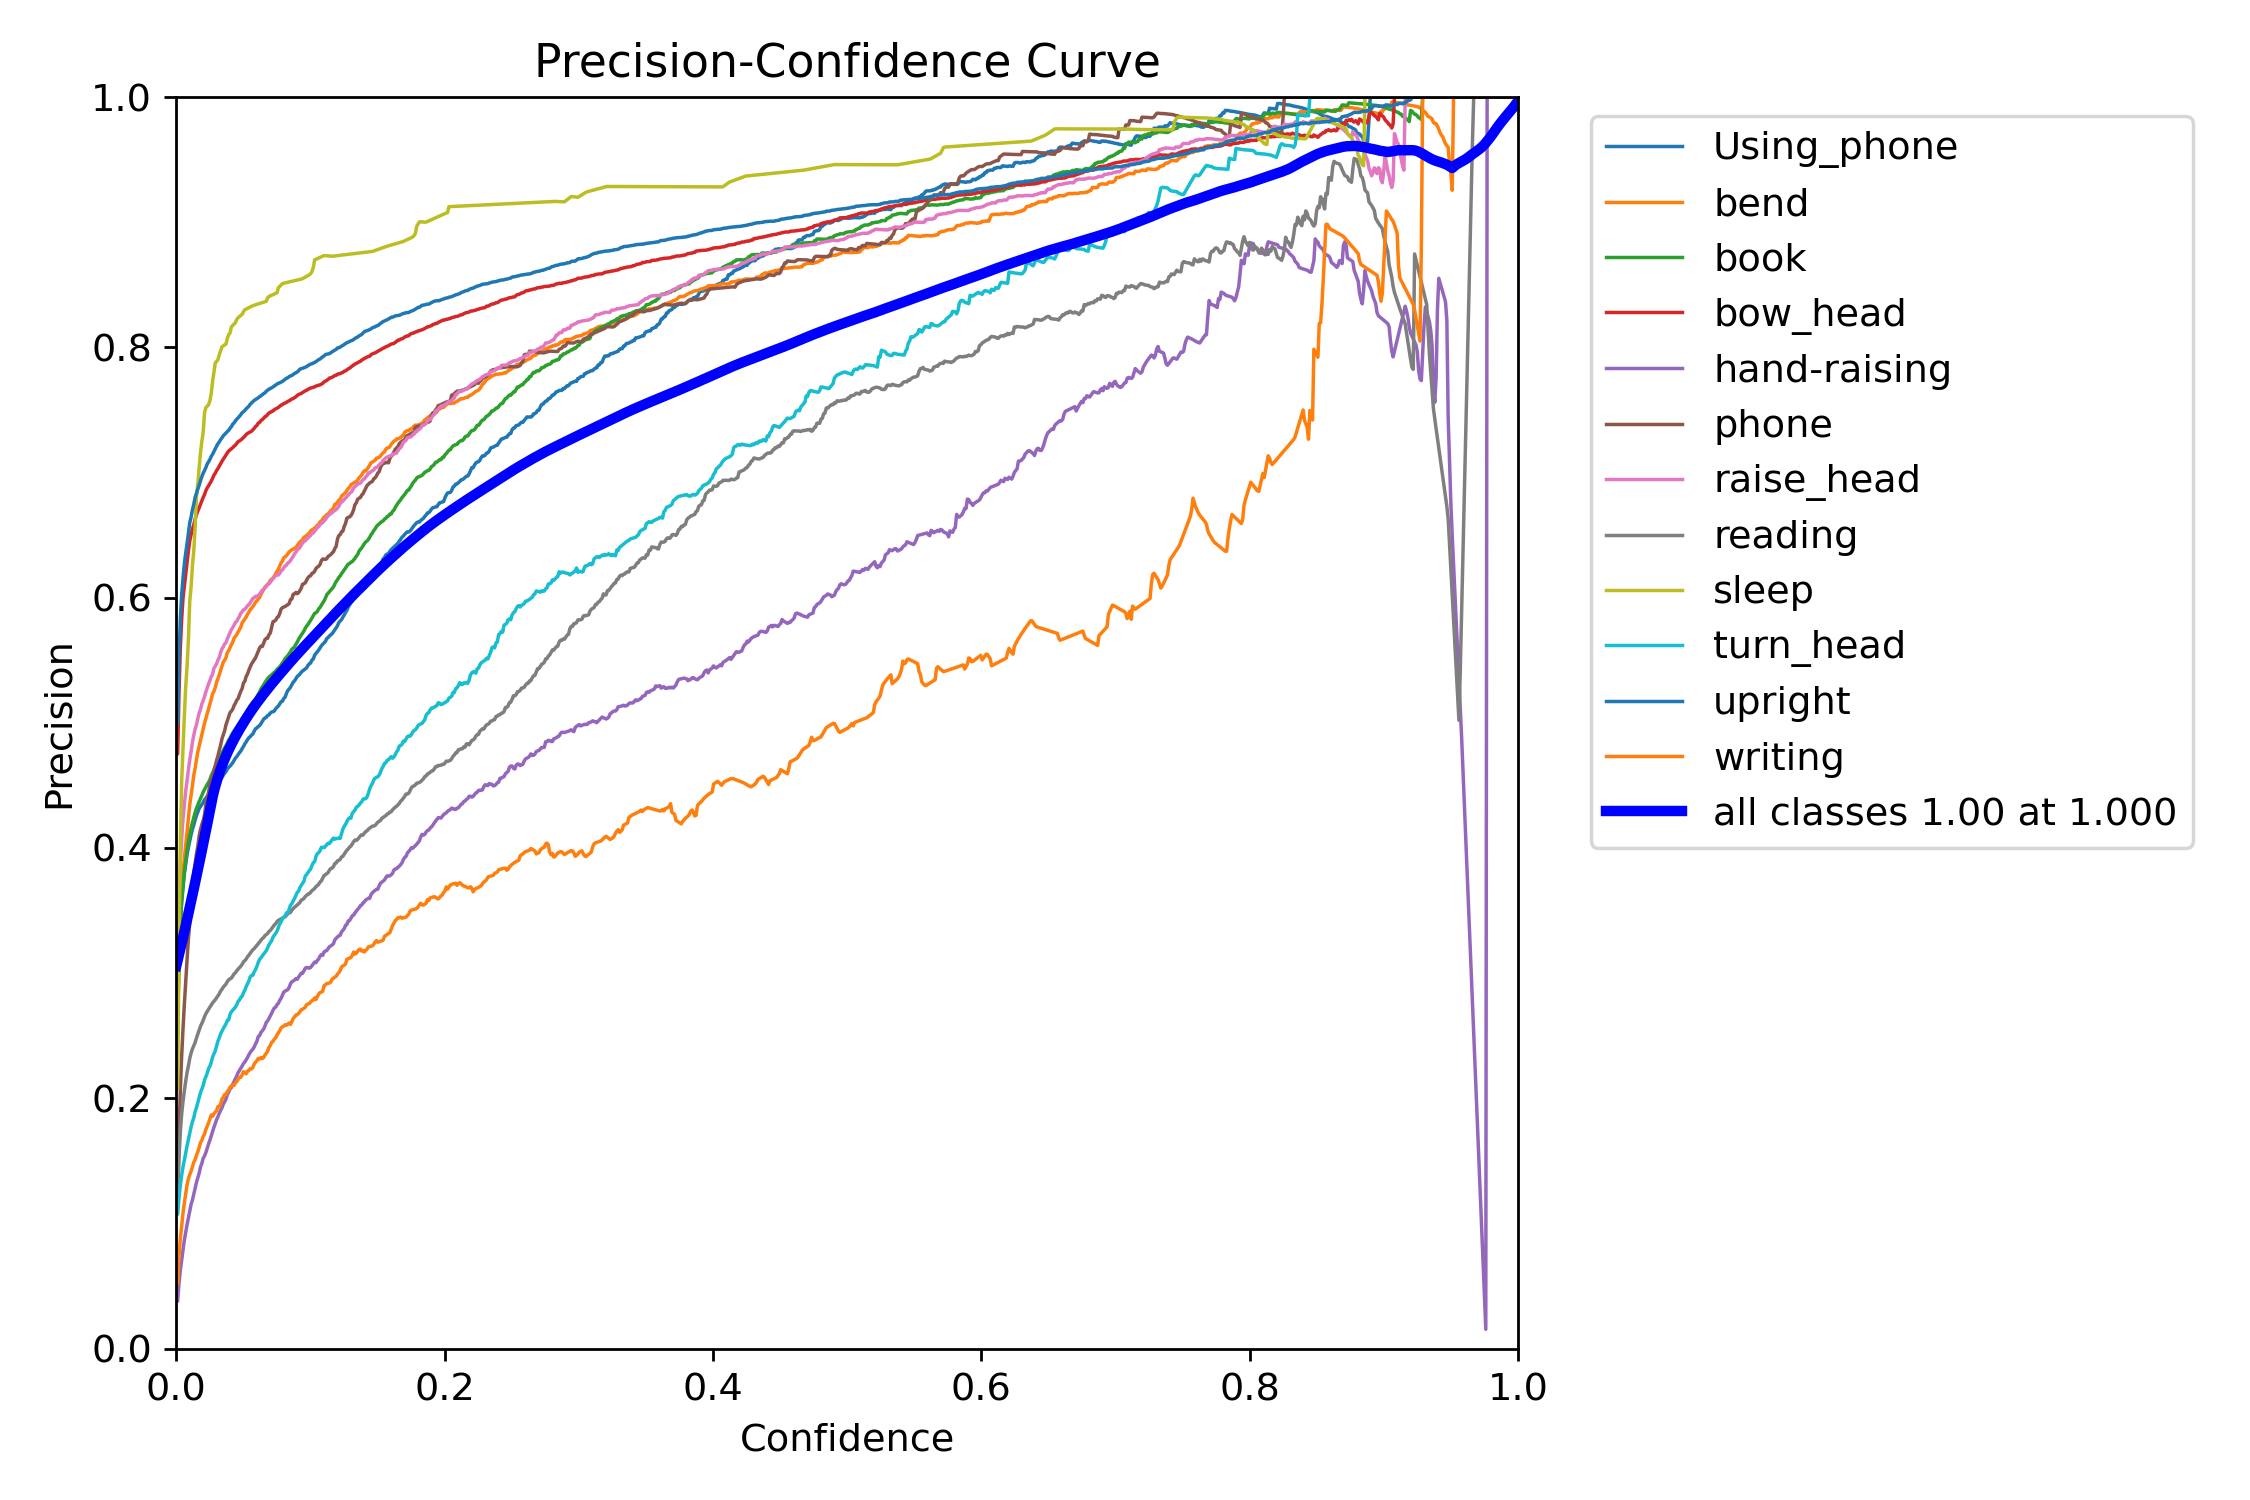 Precision-Confidence Curve
1.0
0.8
0.6
0.4
0.2
0.0
Precision
0.0 0.2 0.4 0.6 0.8 1.0
Confidence
Using_phone
bend
book
bow_head
hand-raising
phone
raise_head
reading
sleep
turn_head
upright
writing
all classes 1.00 at 1.000